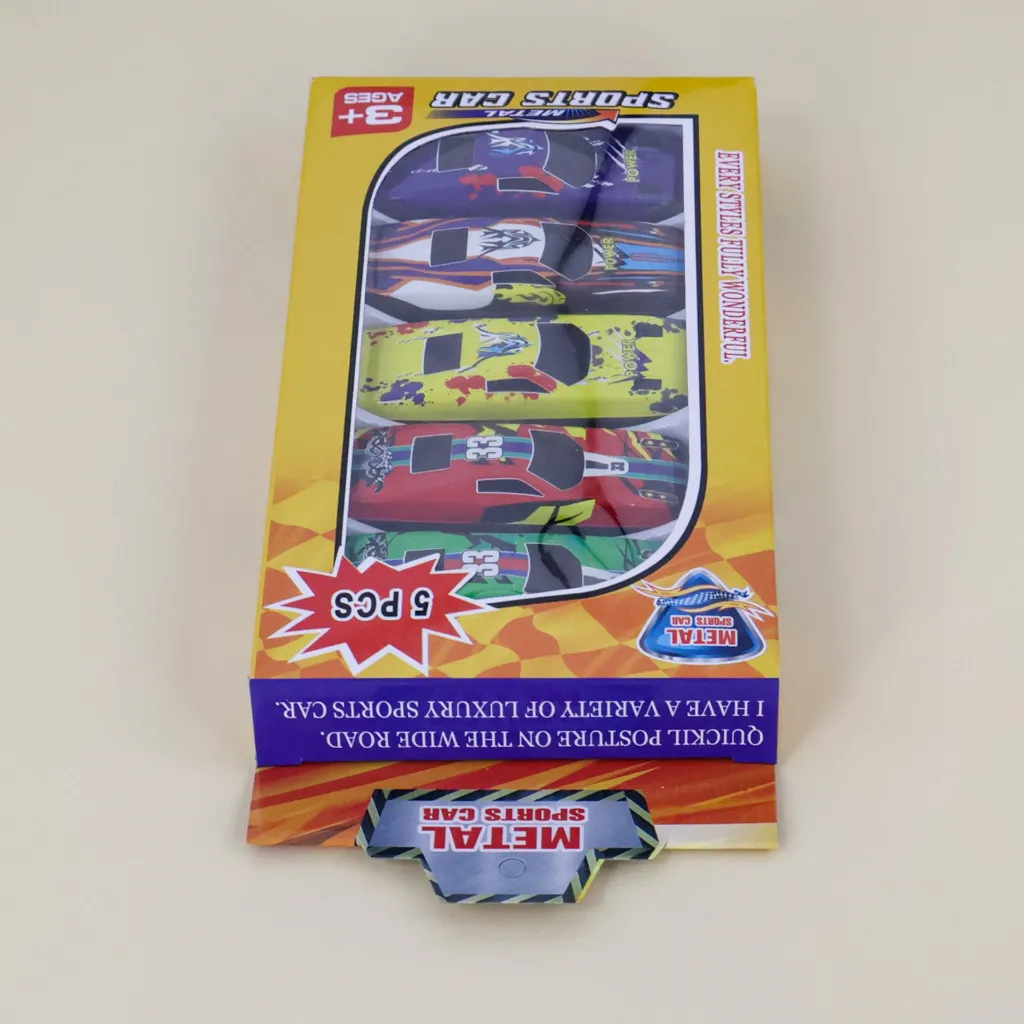 METAL
SPORTS CAR
QUICKIL POSTURE ON THE WIDE ROAD.
I HAVE A VARIETY OF LUXURY SPORTS CAR.
METAL
SPORTS CAR
5 PCS
33
33
POWER
POWER
POWER
EVERY STYLES FULLY WONDERFUL.
METAL
SPORTS CAR
3+
AGES